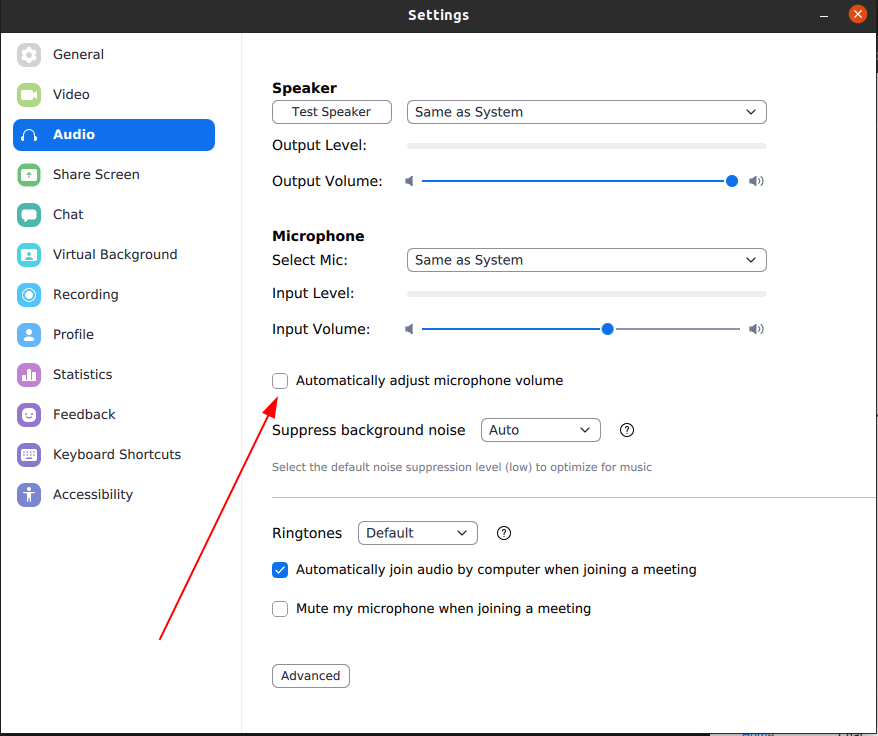 Settings
General
Video
Audio
Share Screen
Chat
Virtual Background
Recording
Profile
Statistics
Feedback
Keyboard Shortcuts
Accessibility
Speaker
Test Speaker Same as System
Output Level:
Output Volume:
Microphone
Select Mic: Same as System
Input Level:
Input Volume:
Automatically adjust microphone volume
Suppress background noise Auto
Select the default noise suppression level (low) to optimize for music
Ringtones Default
Automatically join audio by computer when joining a meeting
Mute my microphone when joining a meeting
Advanced